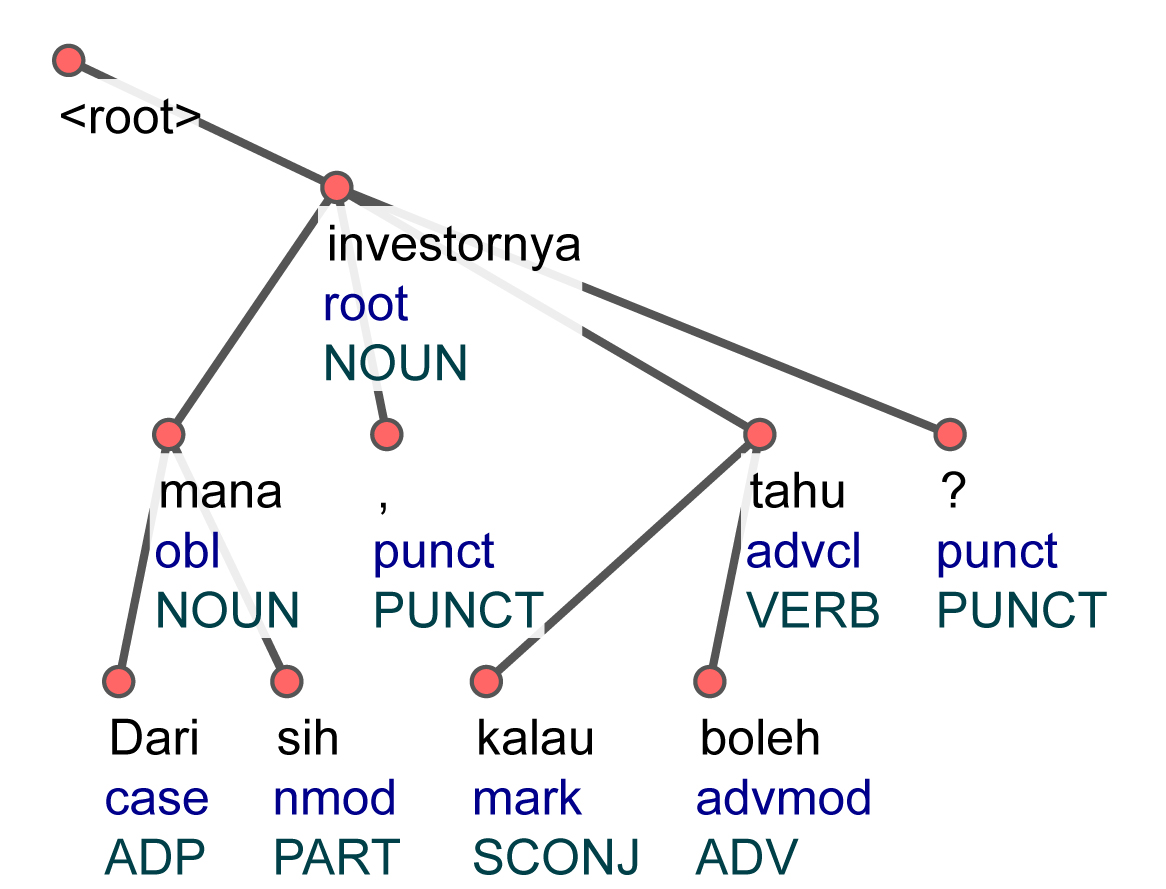 <root>
investornya
root
NOUN
mana , tahu ?
obl punct advcl punct
NOUN PUNCT VERB PUNCT
Dari sih kalau boleh
case nmod mark advmod
ADP PART SCONJ ADV